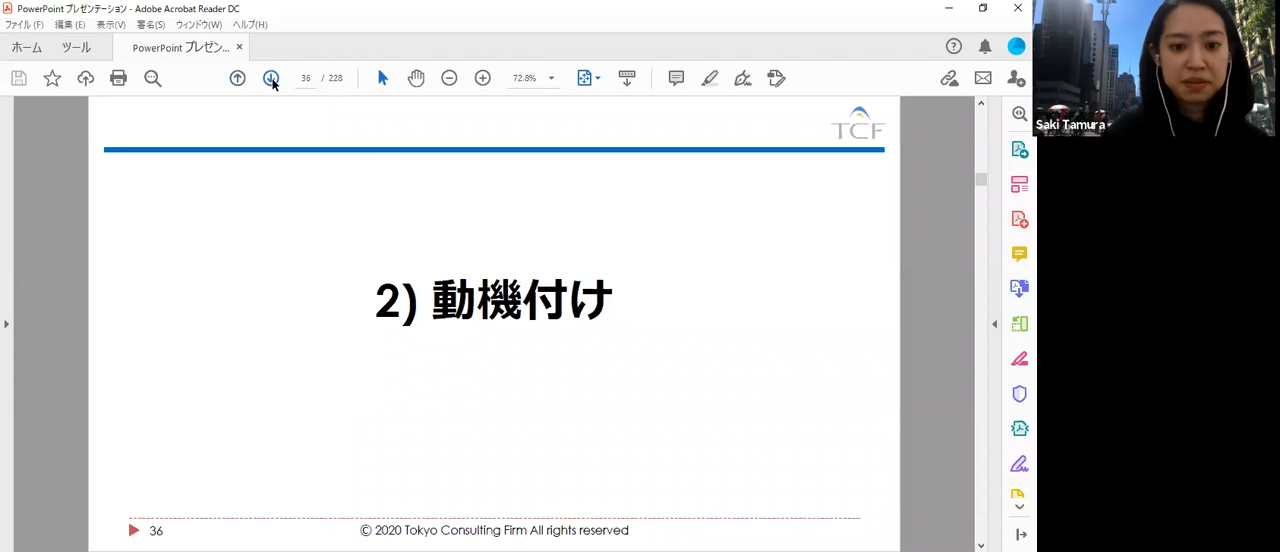 PowerPoint プレゼンテーション - Adobe Acrobat Reader DC
ファイル(F) 編集(E) 表示(V) 署名(S) ウィンドウ(W) ヘルプ(H)
ホーム ツール PowerPoint プレゼン... ×
36 / 228 72.8%
Saki Tamura
TCF
2) 動機付け
36 © 2020 Tokyo Consulting Firm All rights reserved